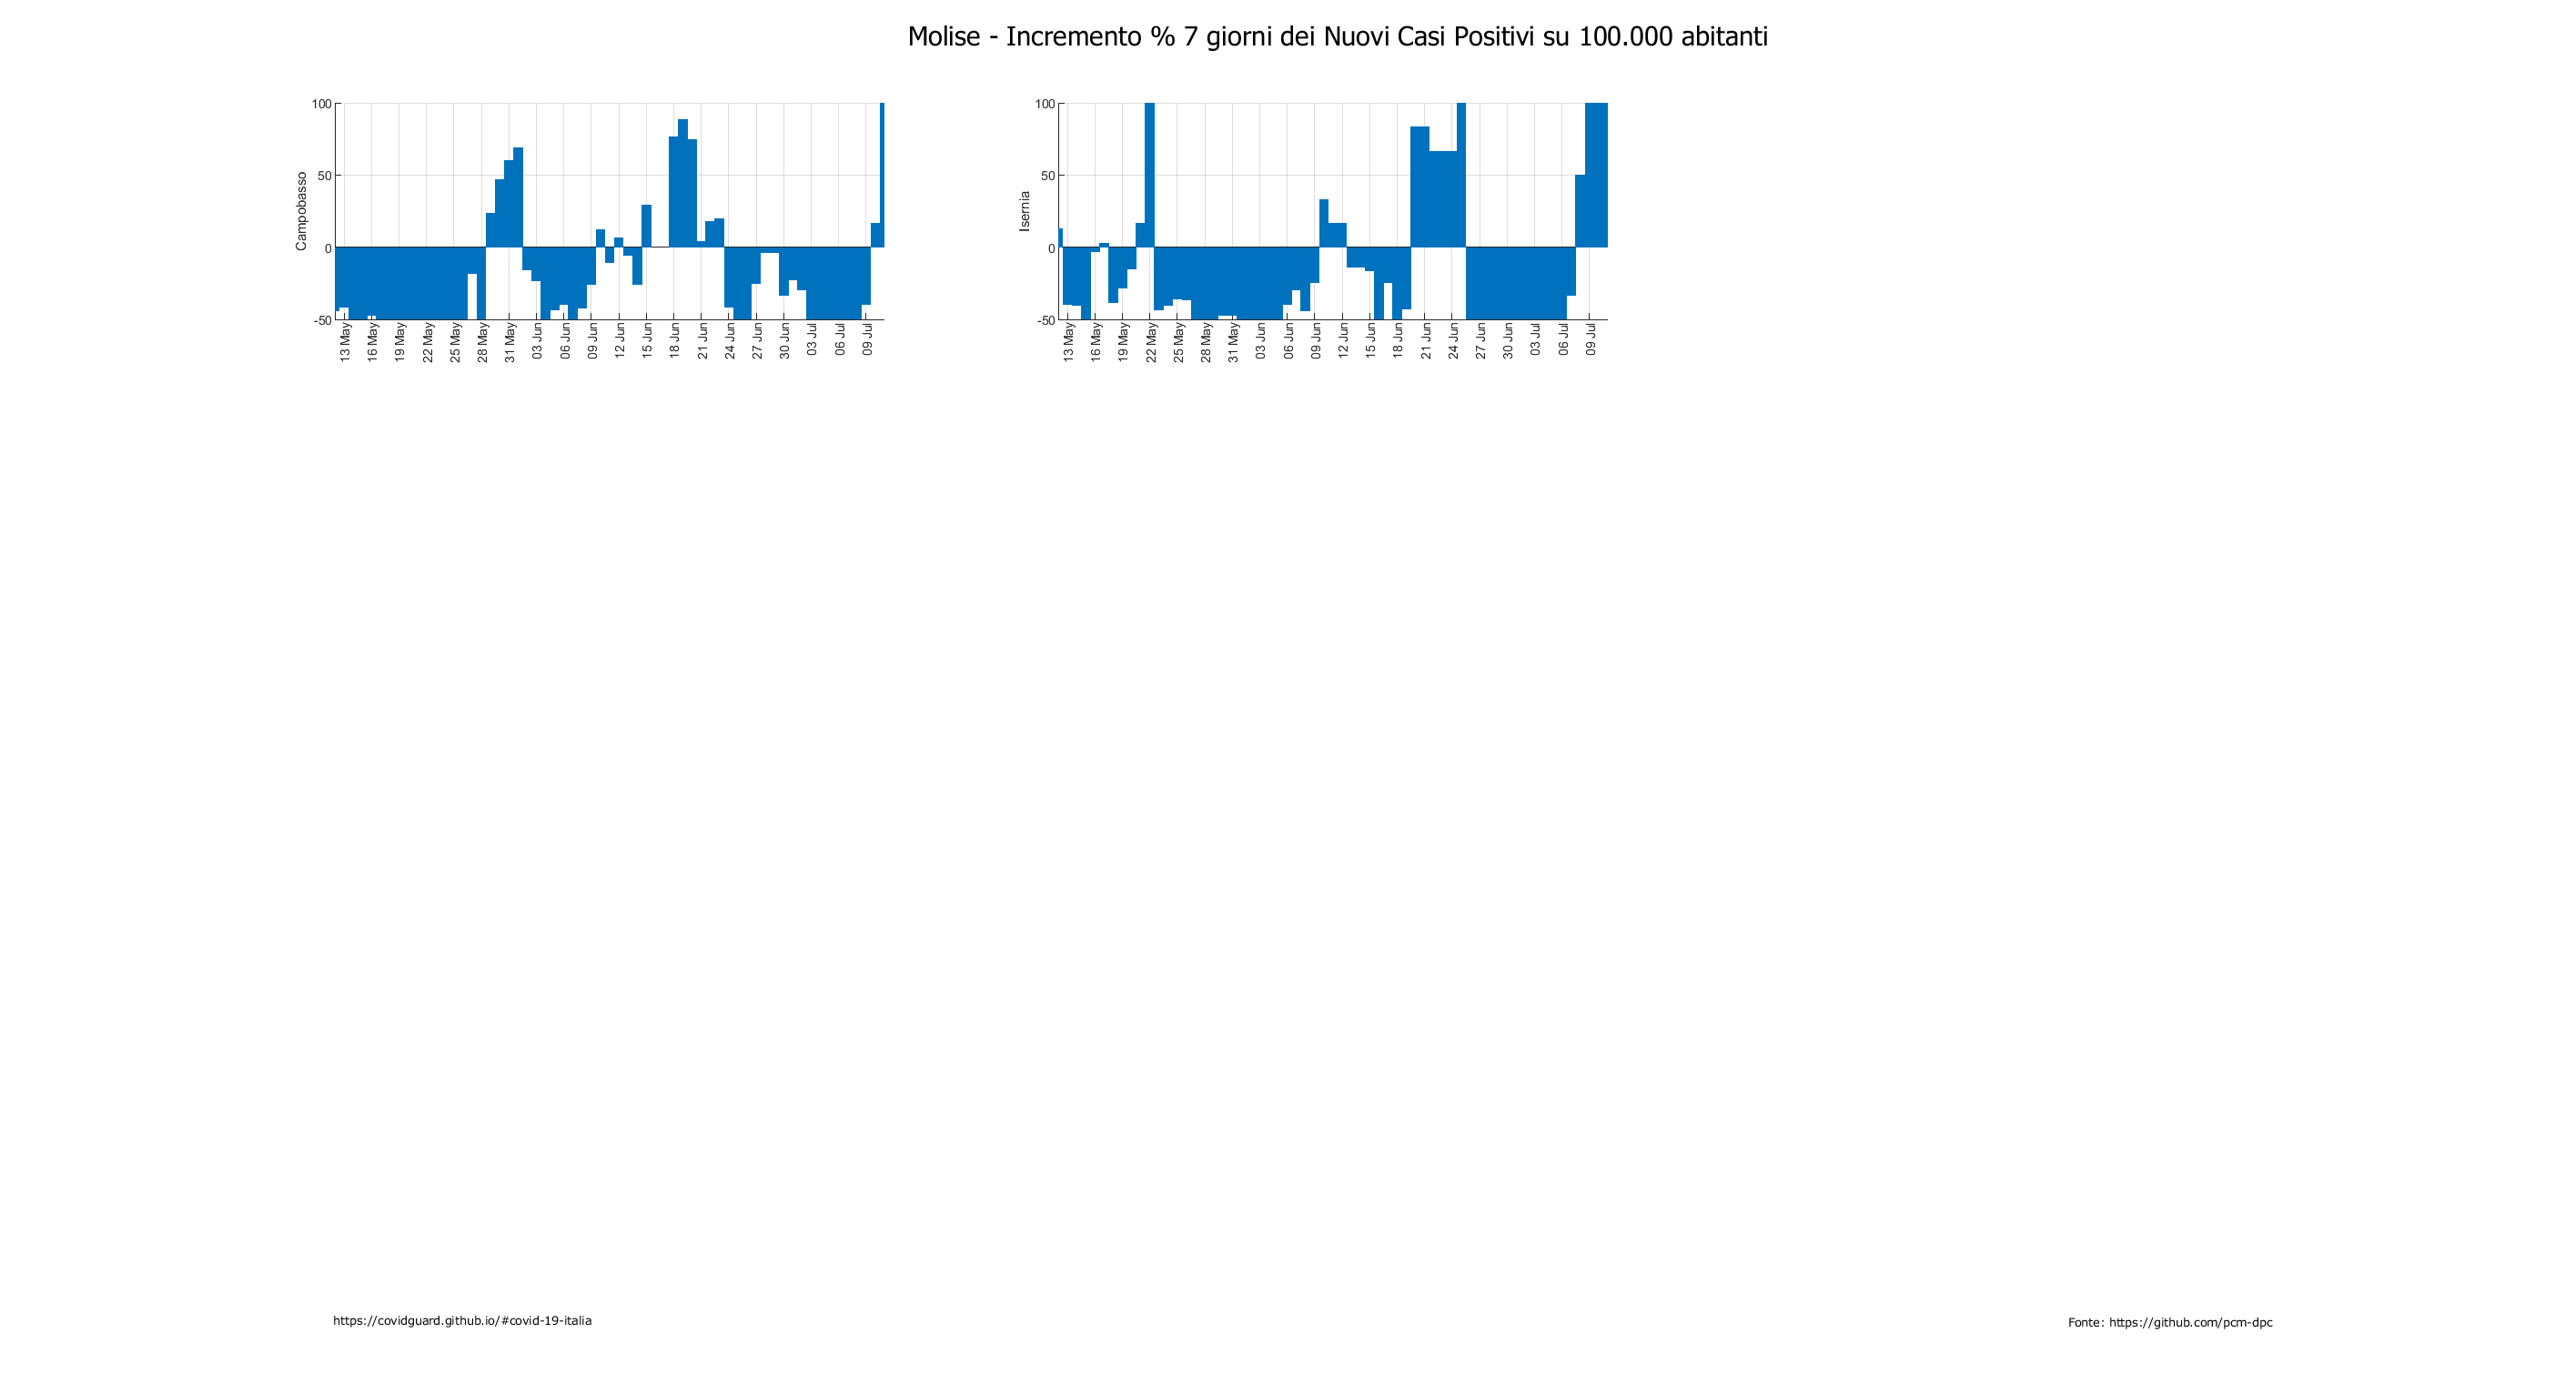 Molise - Incremento % 7 giorni dei Nuovi Casi Positivi su 100.000 abitanti
Campobasso
100
50
0
-50
13 May
16 May
19 May
22 May
25 May
28 May
31 May
03 Jun
06 Jun
09 Jun
12 Jun
15 Jun
18 Jun
21 Jun
24 Jun
27 Jun
30 Jun
03 Jul
06 Jul
09 Jul
Isernia
100
50
0
-50
13 May
16 May
19 May
22 May
25 May
28 May
31 May
03 Jun
06 Jun
09 Jun
12 Jun
15 Jun
18 Jun
21 Jun
24 Jun
27 Jun
30 Jun
03 Jul
06 Jul
09 Jul
https://covidguard.github.io/#covid-19-italia
Fonte: https://github.com/pcm-dpc